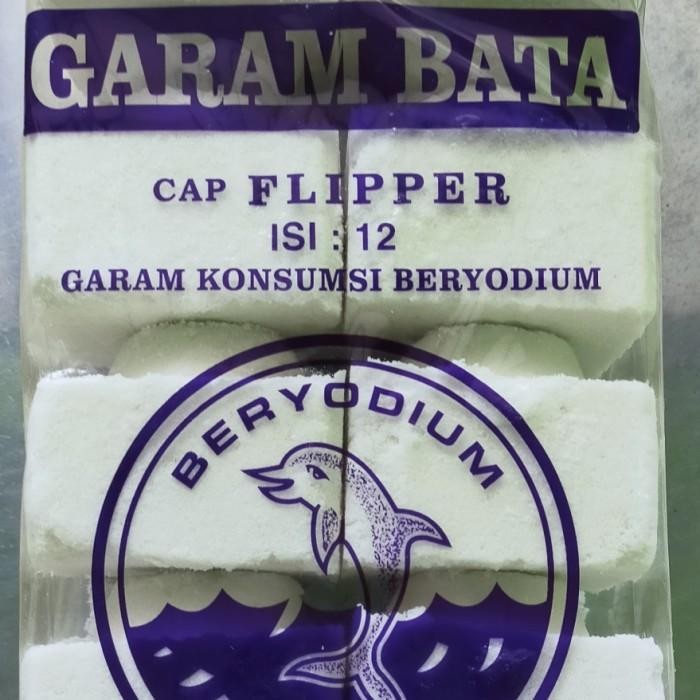 GARAM BATA
CAP FLIPPER
ISI : 12
GARAM KONSUMSI BERYODIUM
BERYODIUM